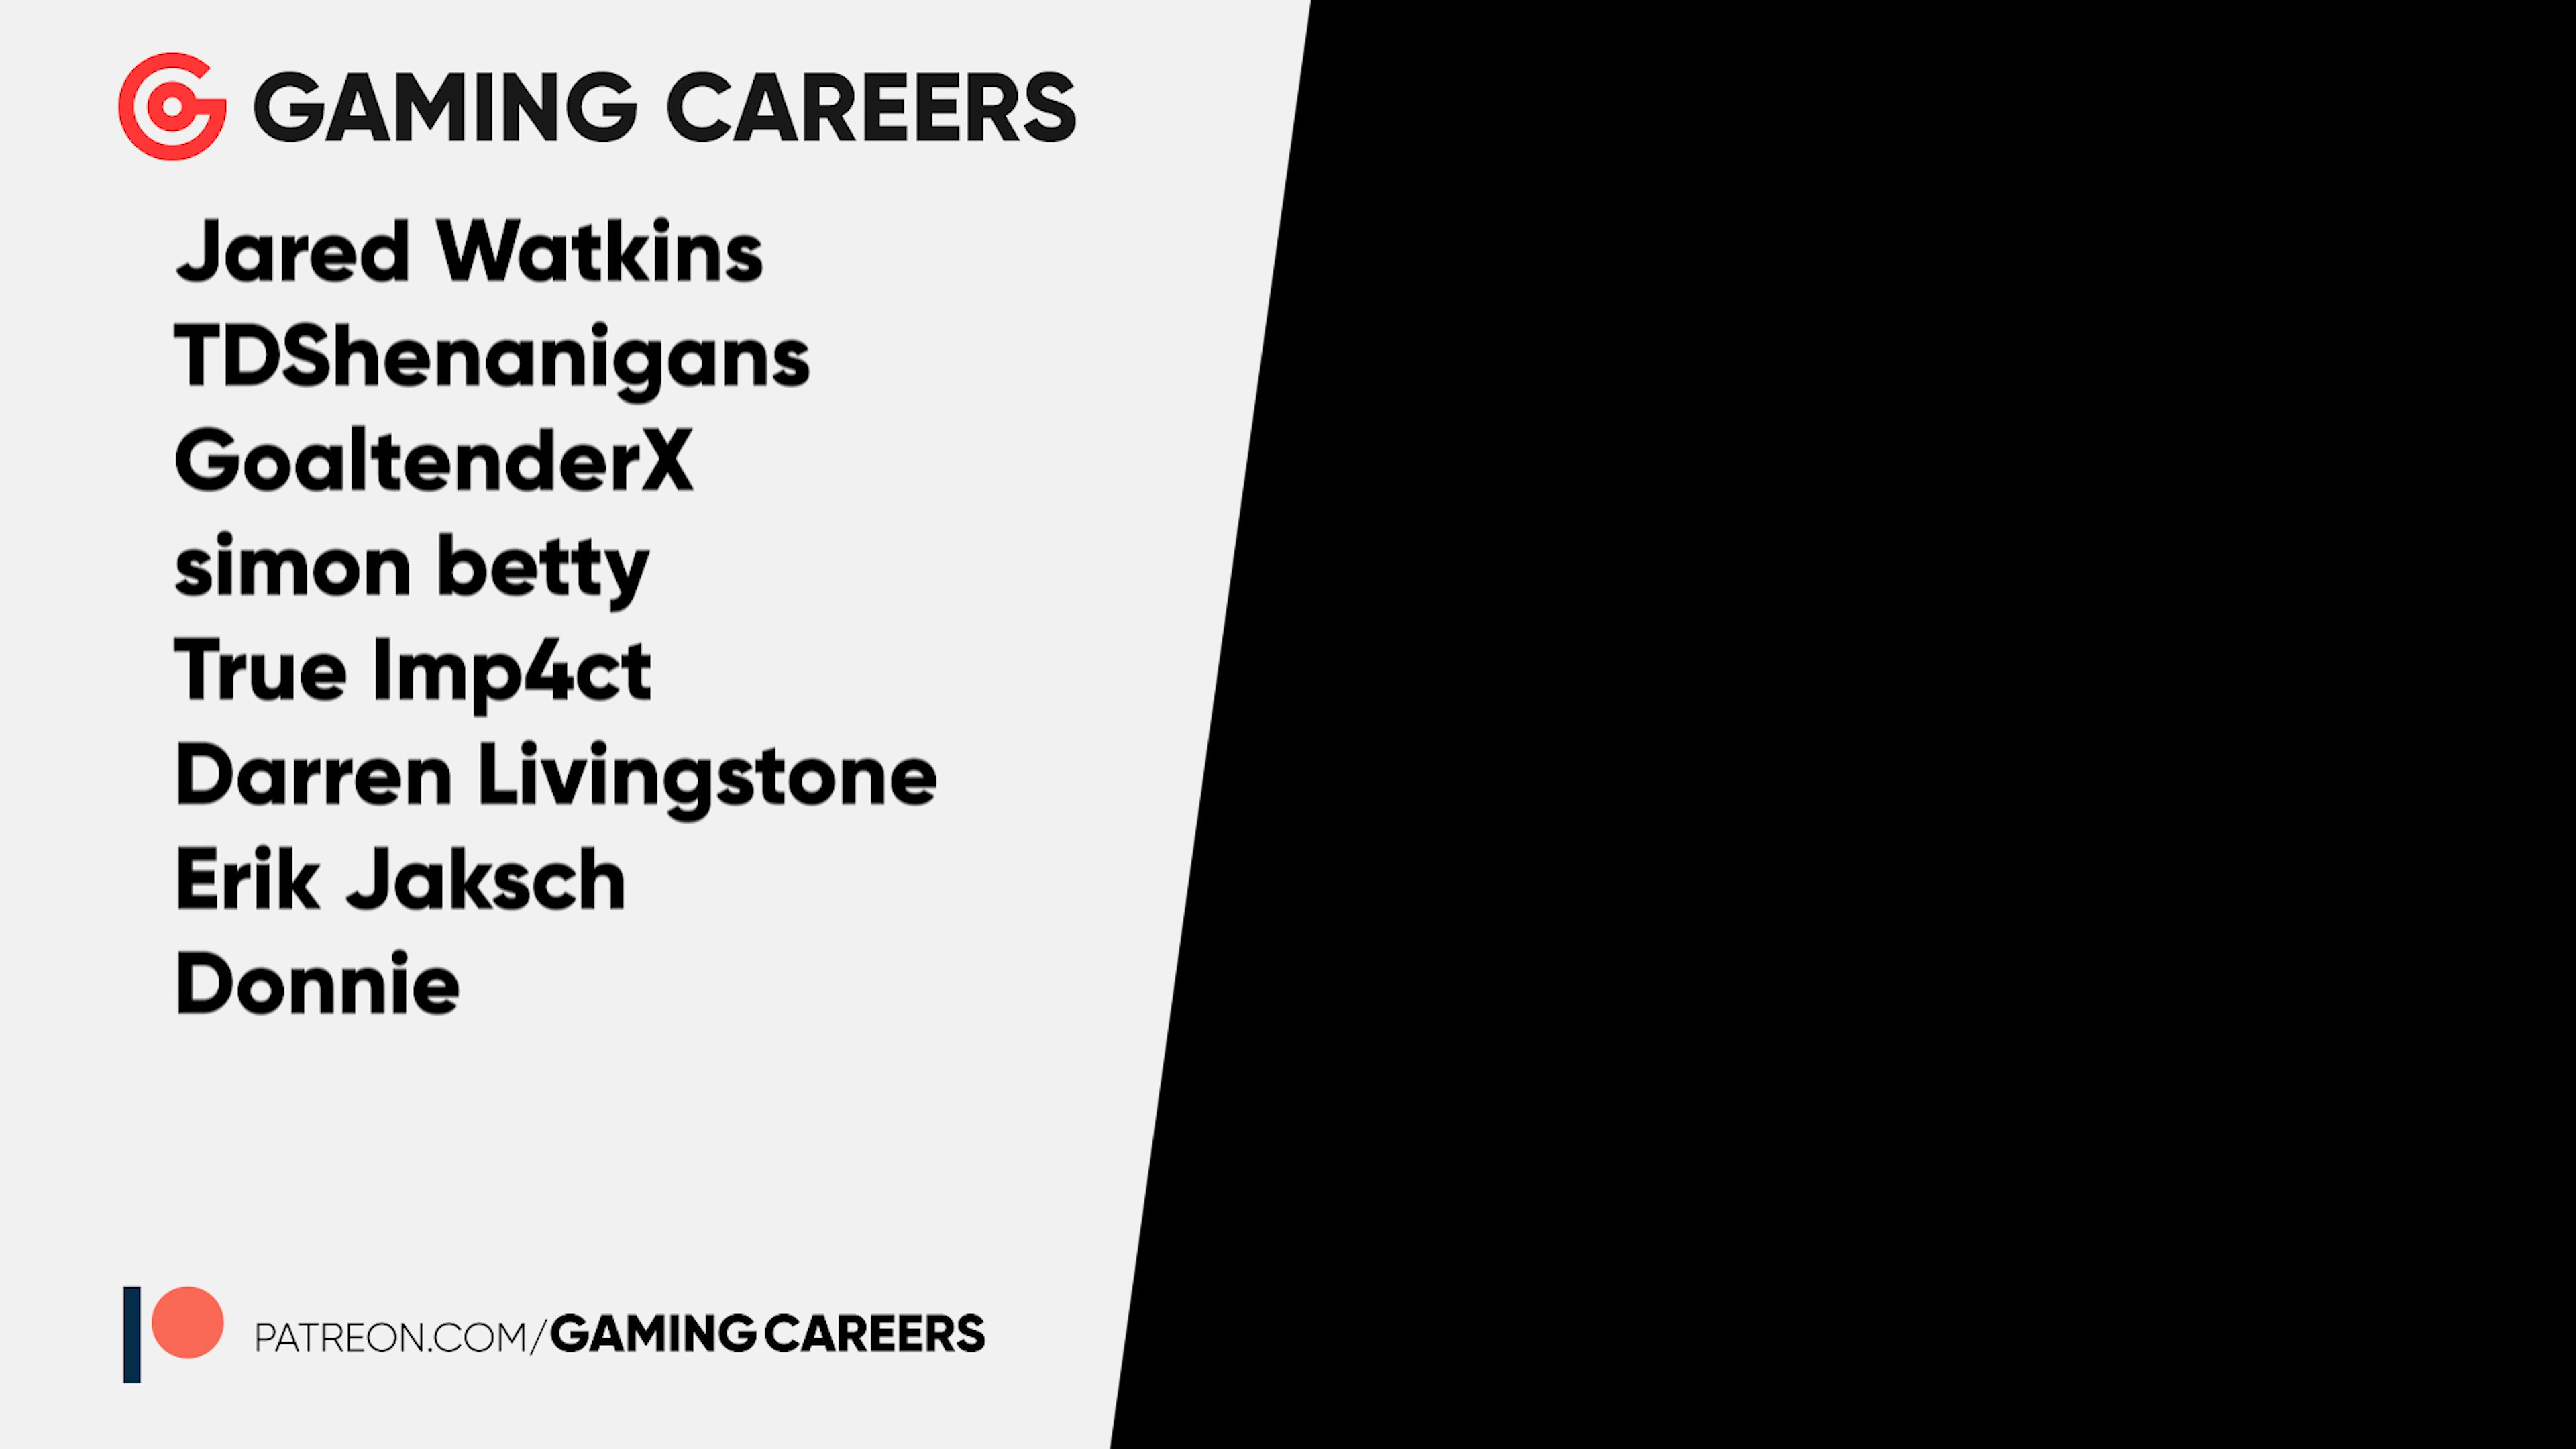 GAMING CAREERS
Jared Watkins
TDShenanigans
GoaltenderX
simon betty
True Imp4ct
Darren Livingstone
Erik Jaksch
Donnie
PATREON.COM/GAMING CAREERS